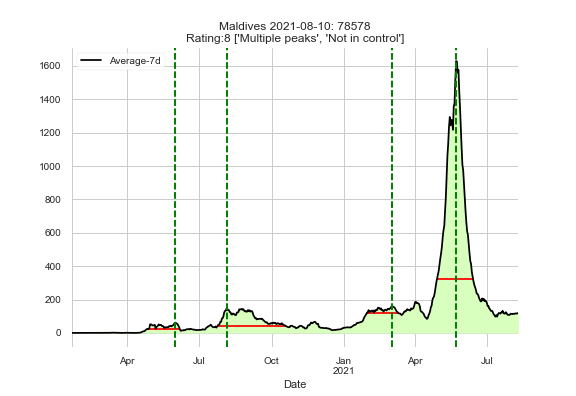 Maldives 2021-08-10: 78578
Rating:8 ['Multiple peaks', 'Not in control']
Average-7d
1600
1400
1200
1000
800
600
400
200
0
Apr
Jul
Oct
Jan
2021
Apr
Jul
Date